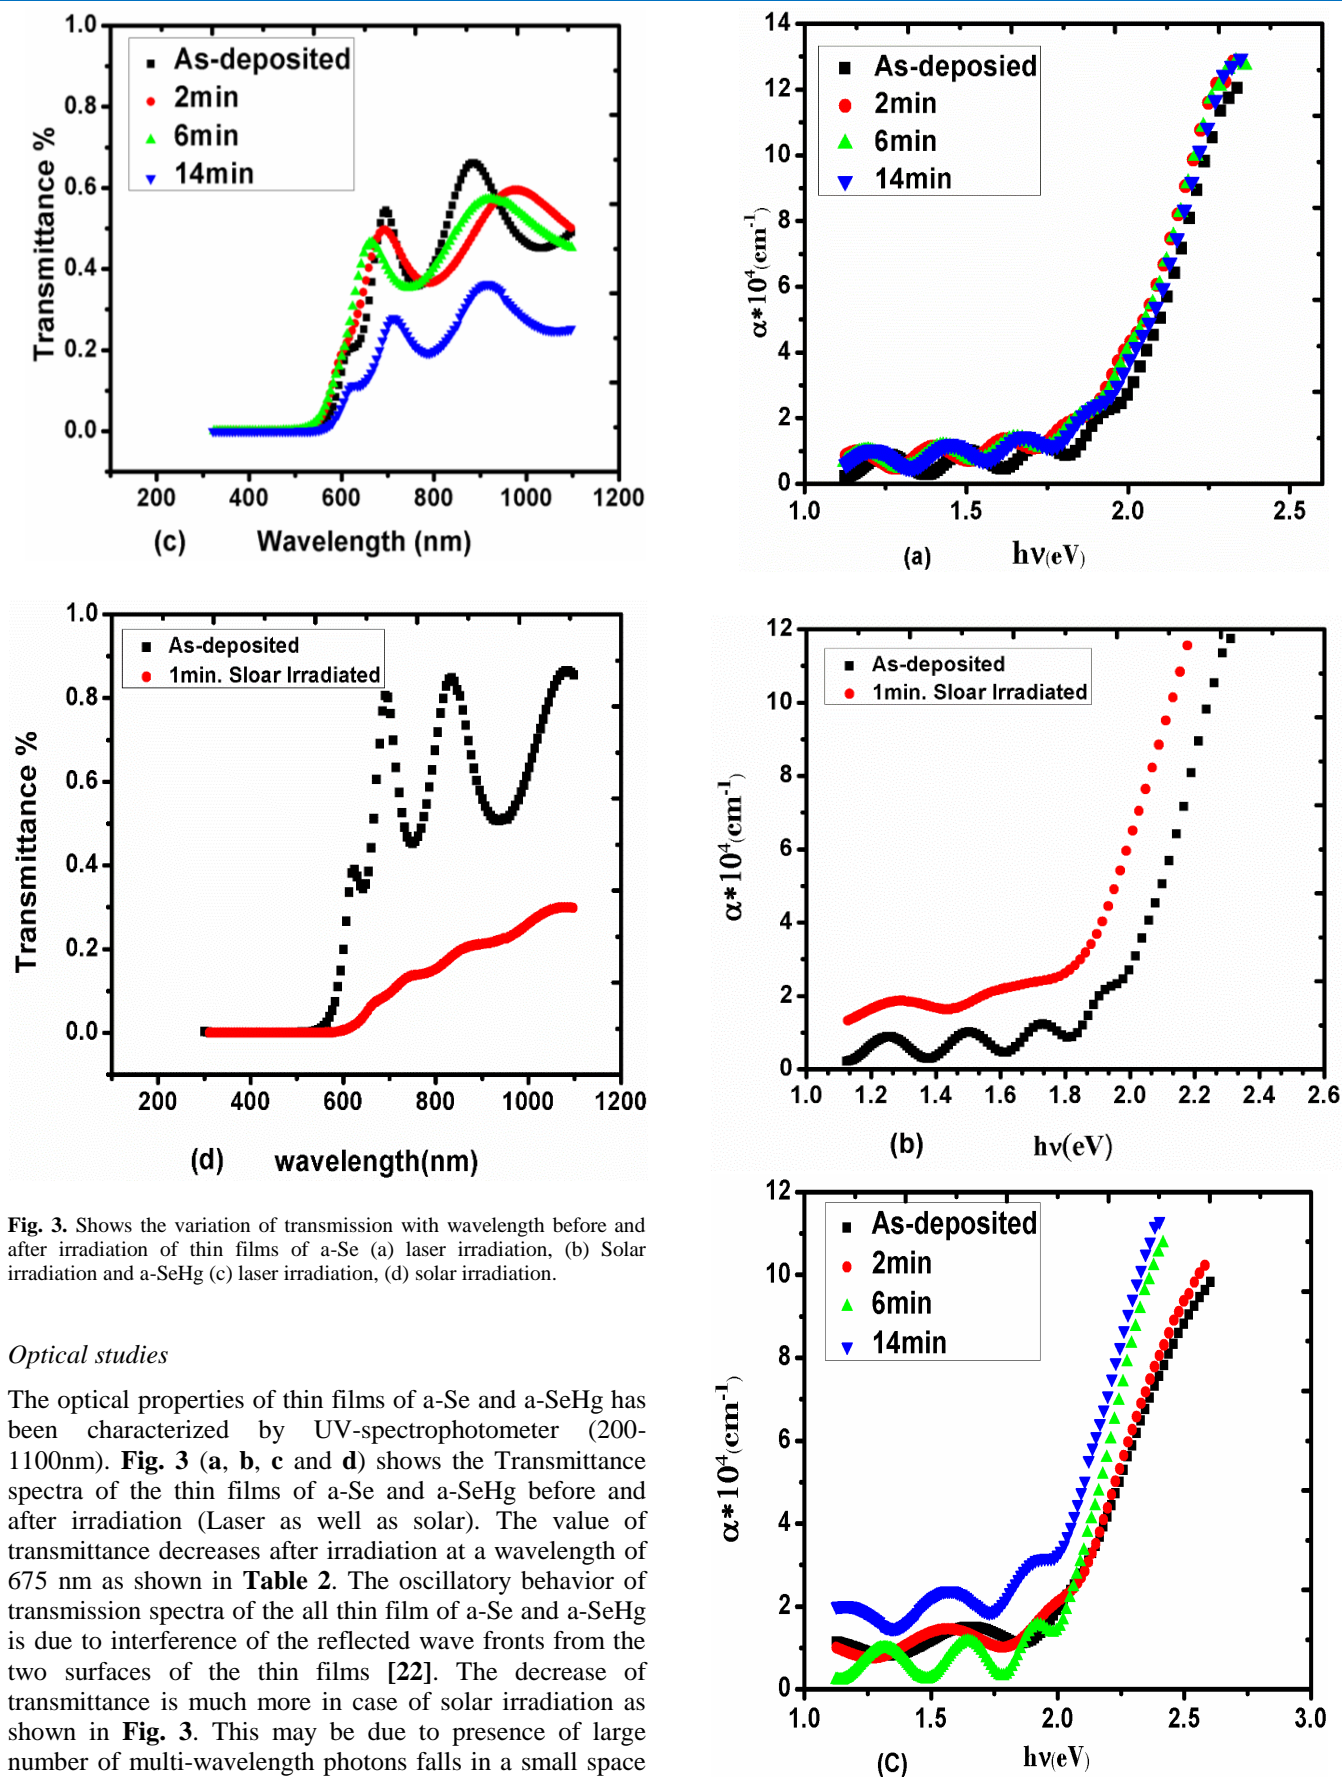 1.0
0.8
0.6
0.4
0.2
0.0
Transmittance %
As-deposited
2min
6min
14min
200 400 600 800 1000 1200
(c) Wavelength (nm)
1.0
0.8
0.6
0.4
0.2
0.0
Transmittance %
As-deposited
1min. Sloar Irradiated
200 400 600 800 1000 1200
(d) wavelength(nm)
Fig. 3. Shows the variation of transmission with wavelength before and
after irradiation of thin films of a-Se (a) laser irradiation, (b) Solar
irradiation and a-SeHg (c) laser irradiation, (d) solar irradiation.
Optical studies
The optical properties of thin films of a-Se and a-SeHg has
been characterized by UV-spectrophotometer (200-
1100nm). Fig. 3 (a, b, c and d) shows the Transmittance
spectra of the thin films of a-Se and a-SeHg before and
after irradiation (Laser as well as solar). The value of
transmittance decreases after irradiation at a wavelength of
675 nm as shown in Table 2. The oscillatory behavior of
transmission spectra of the all thin film of a-Se and a-SeHg
is due to interference of the reflected wave fronts from the
two surfaces of the thin films [22]. The decrease of
transmittance is much more in case of solar irradiation as
shown in Fig. 3. This may be due to presence of large
number of multi-wavelength photons falls in a small space
14
12
10
8
6
4
2
0
α*10⁴(cm⁻¹)
As-deposied
2min
6min
14min
1.0 1.5 2.0 2.5
(a) hν(eV)
12
10
8
6
4
2
0
α*10⁴(cm⁻¹)
As-deposited
1min. Sloar Irradiated
1.0 1.2 1.4 1.6 1.8 2.0 2.2 2.4 2.6
(b) hν(eV)
12
10
8
6
4
2
0
α*10⁴(cm⁻¹)
As-deposited
2min
6min
14min
1.0 1.5 2.0 2.5 3.0
(C) hν(eV)